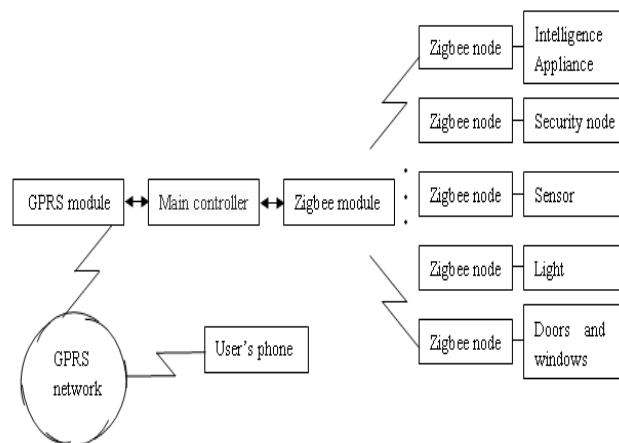 Zigbee node
Intelligence
Appliance
Zigbee node
Security node
GPRS module
Main controller
Zigbee module
Zigbee node
Sensor
Zigbee node
Light
Zigbee node
Doors and
windows
GPRS
network
User's phone